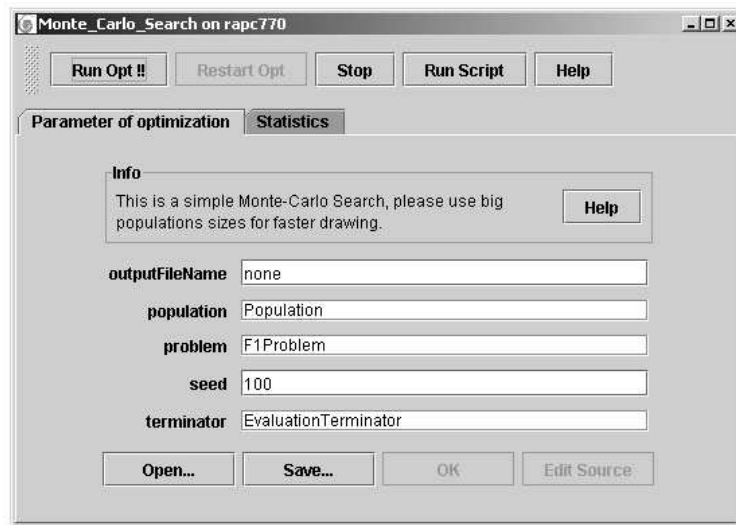 Monte_Carlo_Search on rapc770
Run Opt !! Restart Opt Stop Run Script Help
Parameter of optimization Statistics
Info
This is a simple Monte-Carlo Search, please use big
populations sizes for faster drawing.
Help
outputFileName none
population Population
problem F1Problem
seed 100
terminator EvaluationTerminator
Open... Save... OK Edit Source